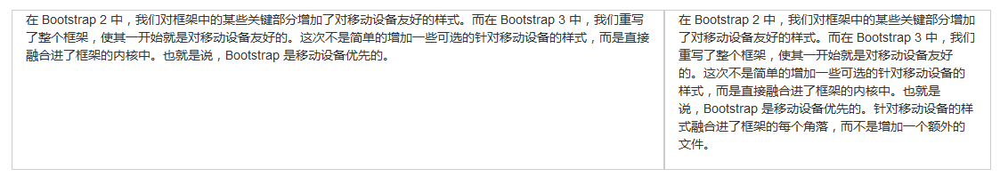 在 Bootstrap 2 中，我们对框架中的某些关键部分增加了对移动设备友好的样式。而在 Bootstrap 3 中，我们重写
了整个框架，使其一开始就是对移动设备友好的。这次不是简单的增加一些可选的针对移动设备的样式，而是直接
融合进了框架的内核中。也就是说，Bootstrap 是移动设备优先的。
在 Bootstrap 2 中，我们对框架中的某些关键部分增加
了对移动设备友好的样式。而在 Bootstrap 3 中，我们
重写了整个框架，使其一开始就是对移动设备友好
的。这次不是简单的增加一些可选的针对移动设备的
样式，而是直接融合进了框架的内核中。也就是
说，Bootstrap 是移动设备优先的。针对移动设备的样
式融合进了框架的每个角落，而不是增加一个额外的
文件。